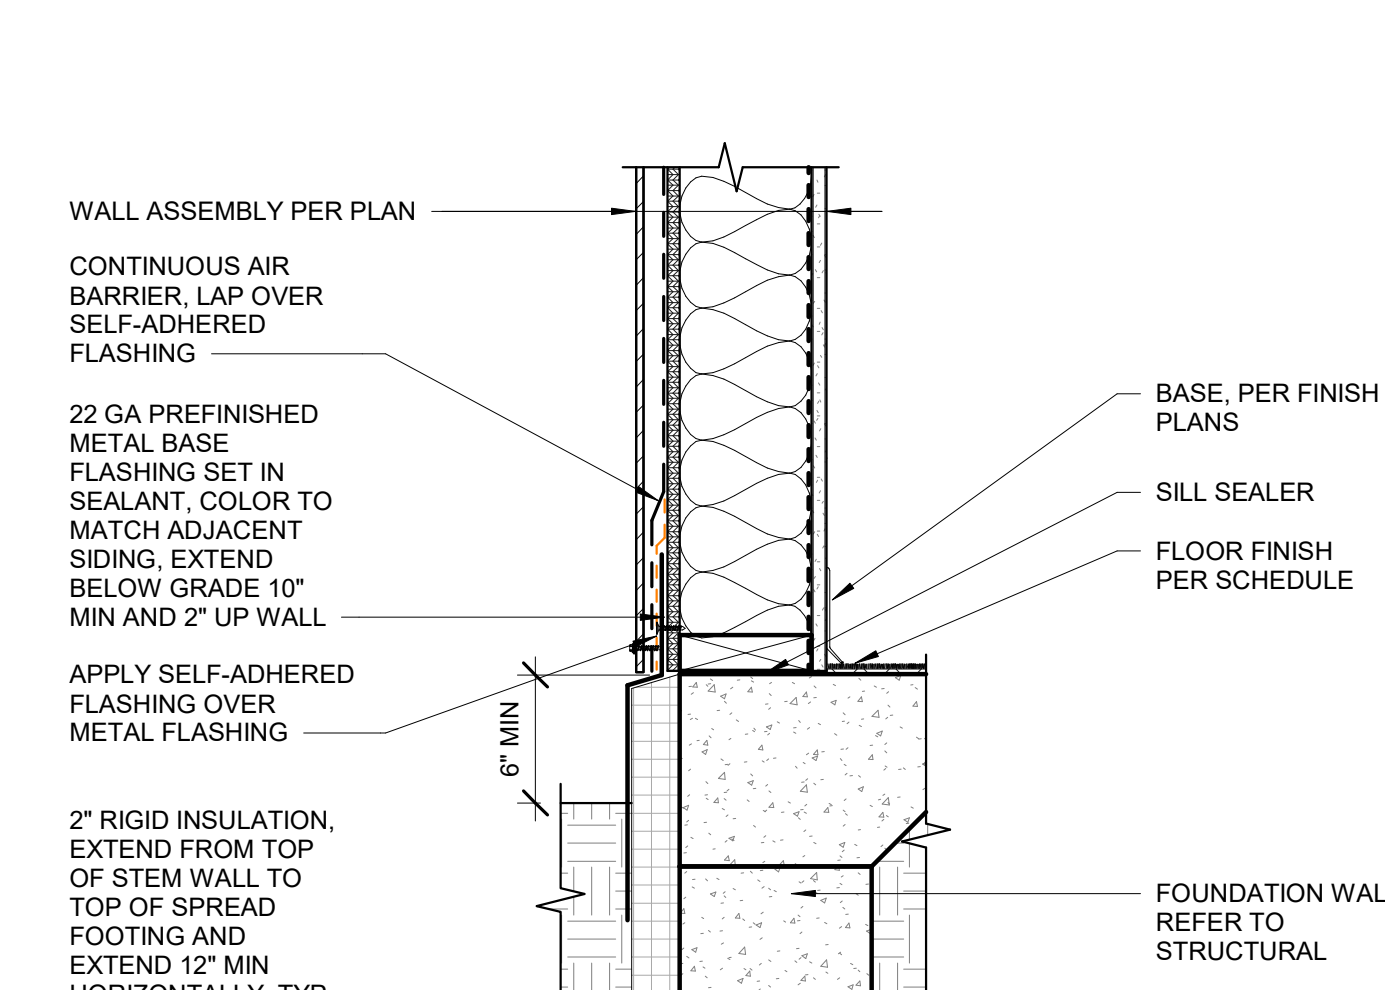 WALL ASSEMBLY PER PLAN
CONTINUOUS AIR
BARRIER, LAP OVER
SELF-ADHERED
FLASHING
22 GA PREFINISHED
METAL BASE
FLASHING SET IN
SEALANT, COLOR TO
MATCH ADJACENT
SIDING, EXTEND
BELOW GRADE 10"
MIN AND 2" UP WALL
APPLY SELF-ADHERED
FLASHING OVER
METAL FLASHING
2" RIGID INSULATION,
EXTEND FROM TOP
OF STEM WALL TO
TOP OF SPREAD
FOOTING AND
EXTEND 12" MIN
HORIZONTALLY, TYP
6" MIN
BASE, PER FINISH
PLANS
SILL SEALER
FLOOR FINISH
PER SCHEDULE
FOUNDATION WAL
REFER TO
STRUCTURAL